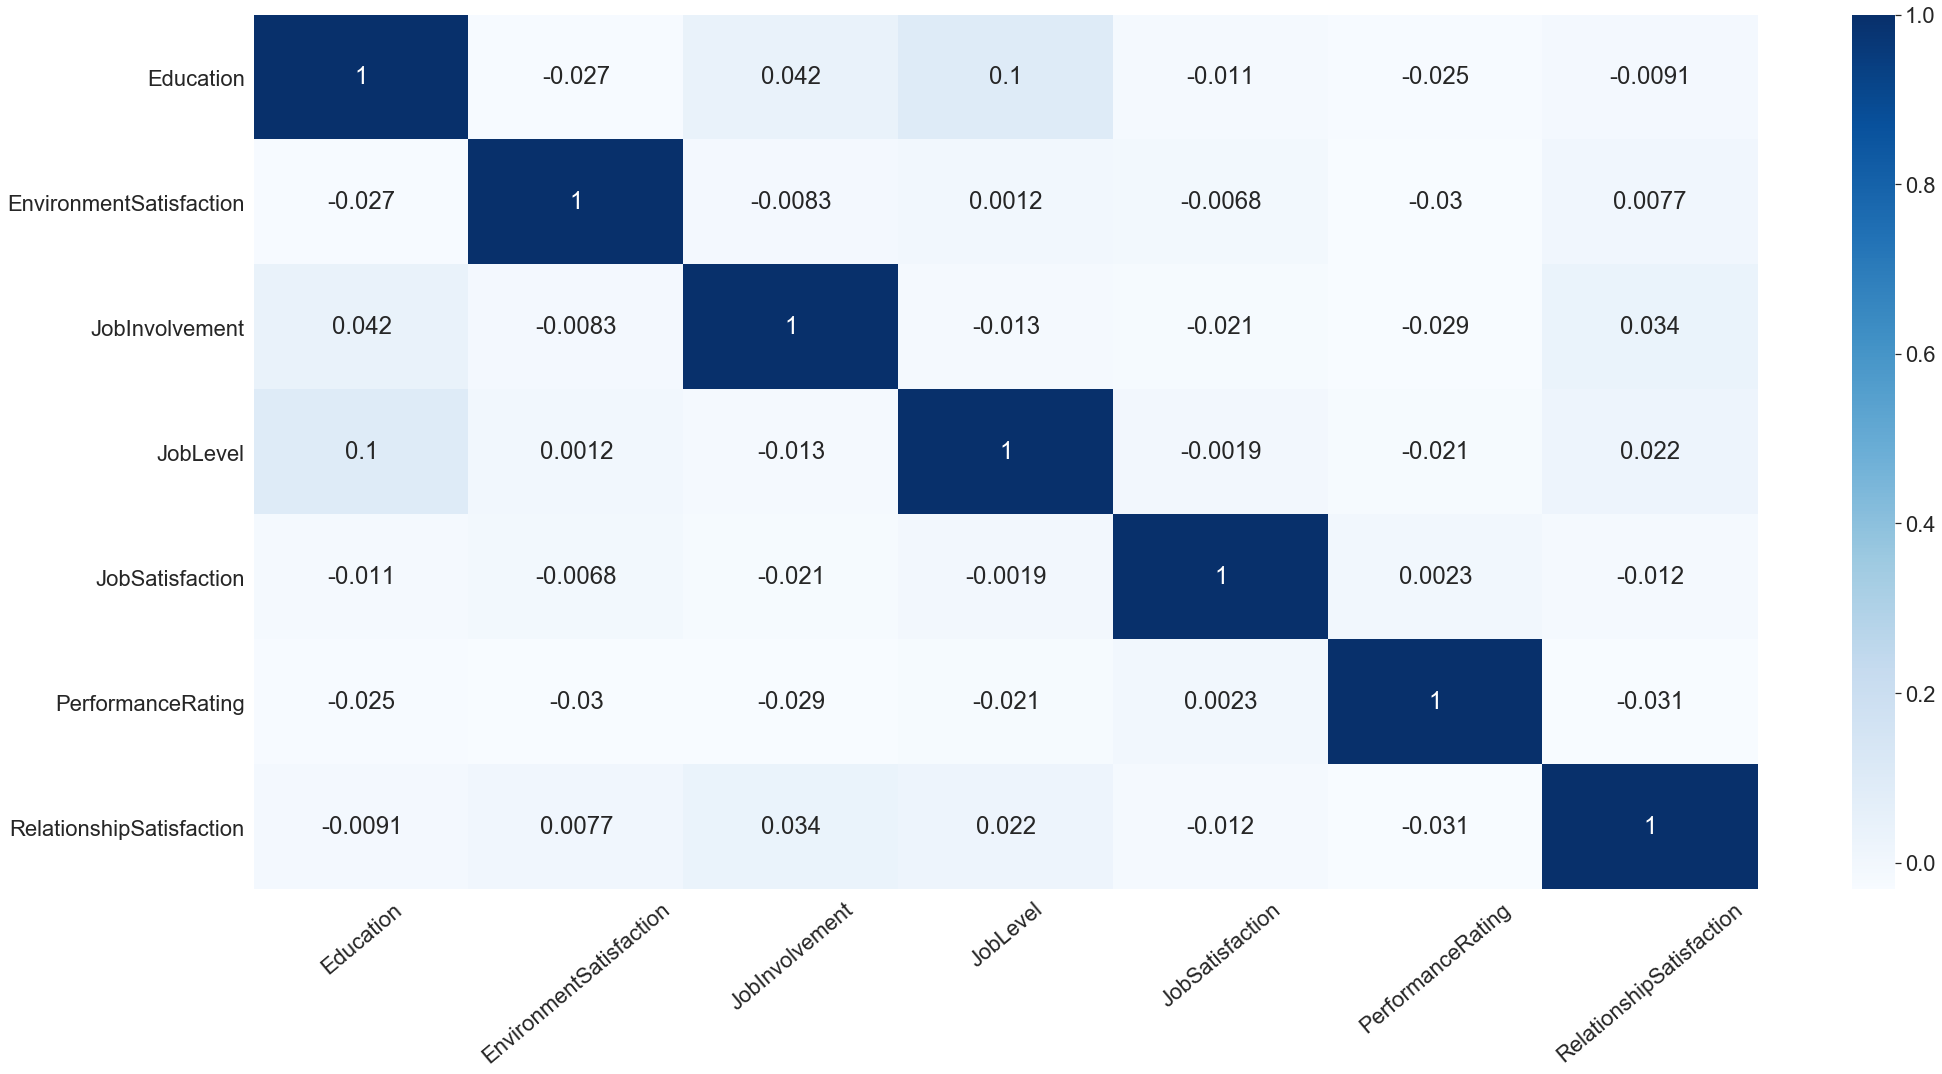 Education 1 -0.027 0.042 0.1 -0.011 -0.025 -0.0091
EnvironmentSatisfaction -0.027 1 -0.0083 0.0012 -0.0068 -0.03 0.0077
JobInvolvement 0.042 -0.0083 1 -0.013 -0.021 -0.029 0.034
JobLevel 0.1 0.0012 -0.013 1 -0.0019 -0.021 0.022
JobSatisfaction -0.011 -0.0068 -0.021 -0.0019 1 0.0023 -0.012
PerformanceRating -0.025 -0.03 -0.029 -0.021 0.0023 1 -0.031
RelationshipSatisfaction -0.0091 0.0077 0.034 0.022 -0.012 -0.031 1
Education
EnvironmentSatisfaction
JobInvolvement
JobLevel
JobSatisfaction
PerformanceRating
RelationshipSatisfaction
1.0
0.8
0.6
0.4
0.2
0.0